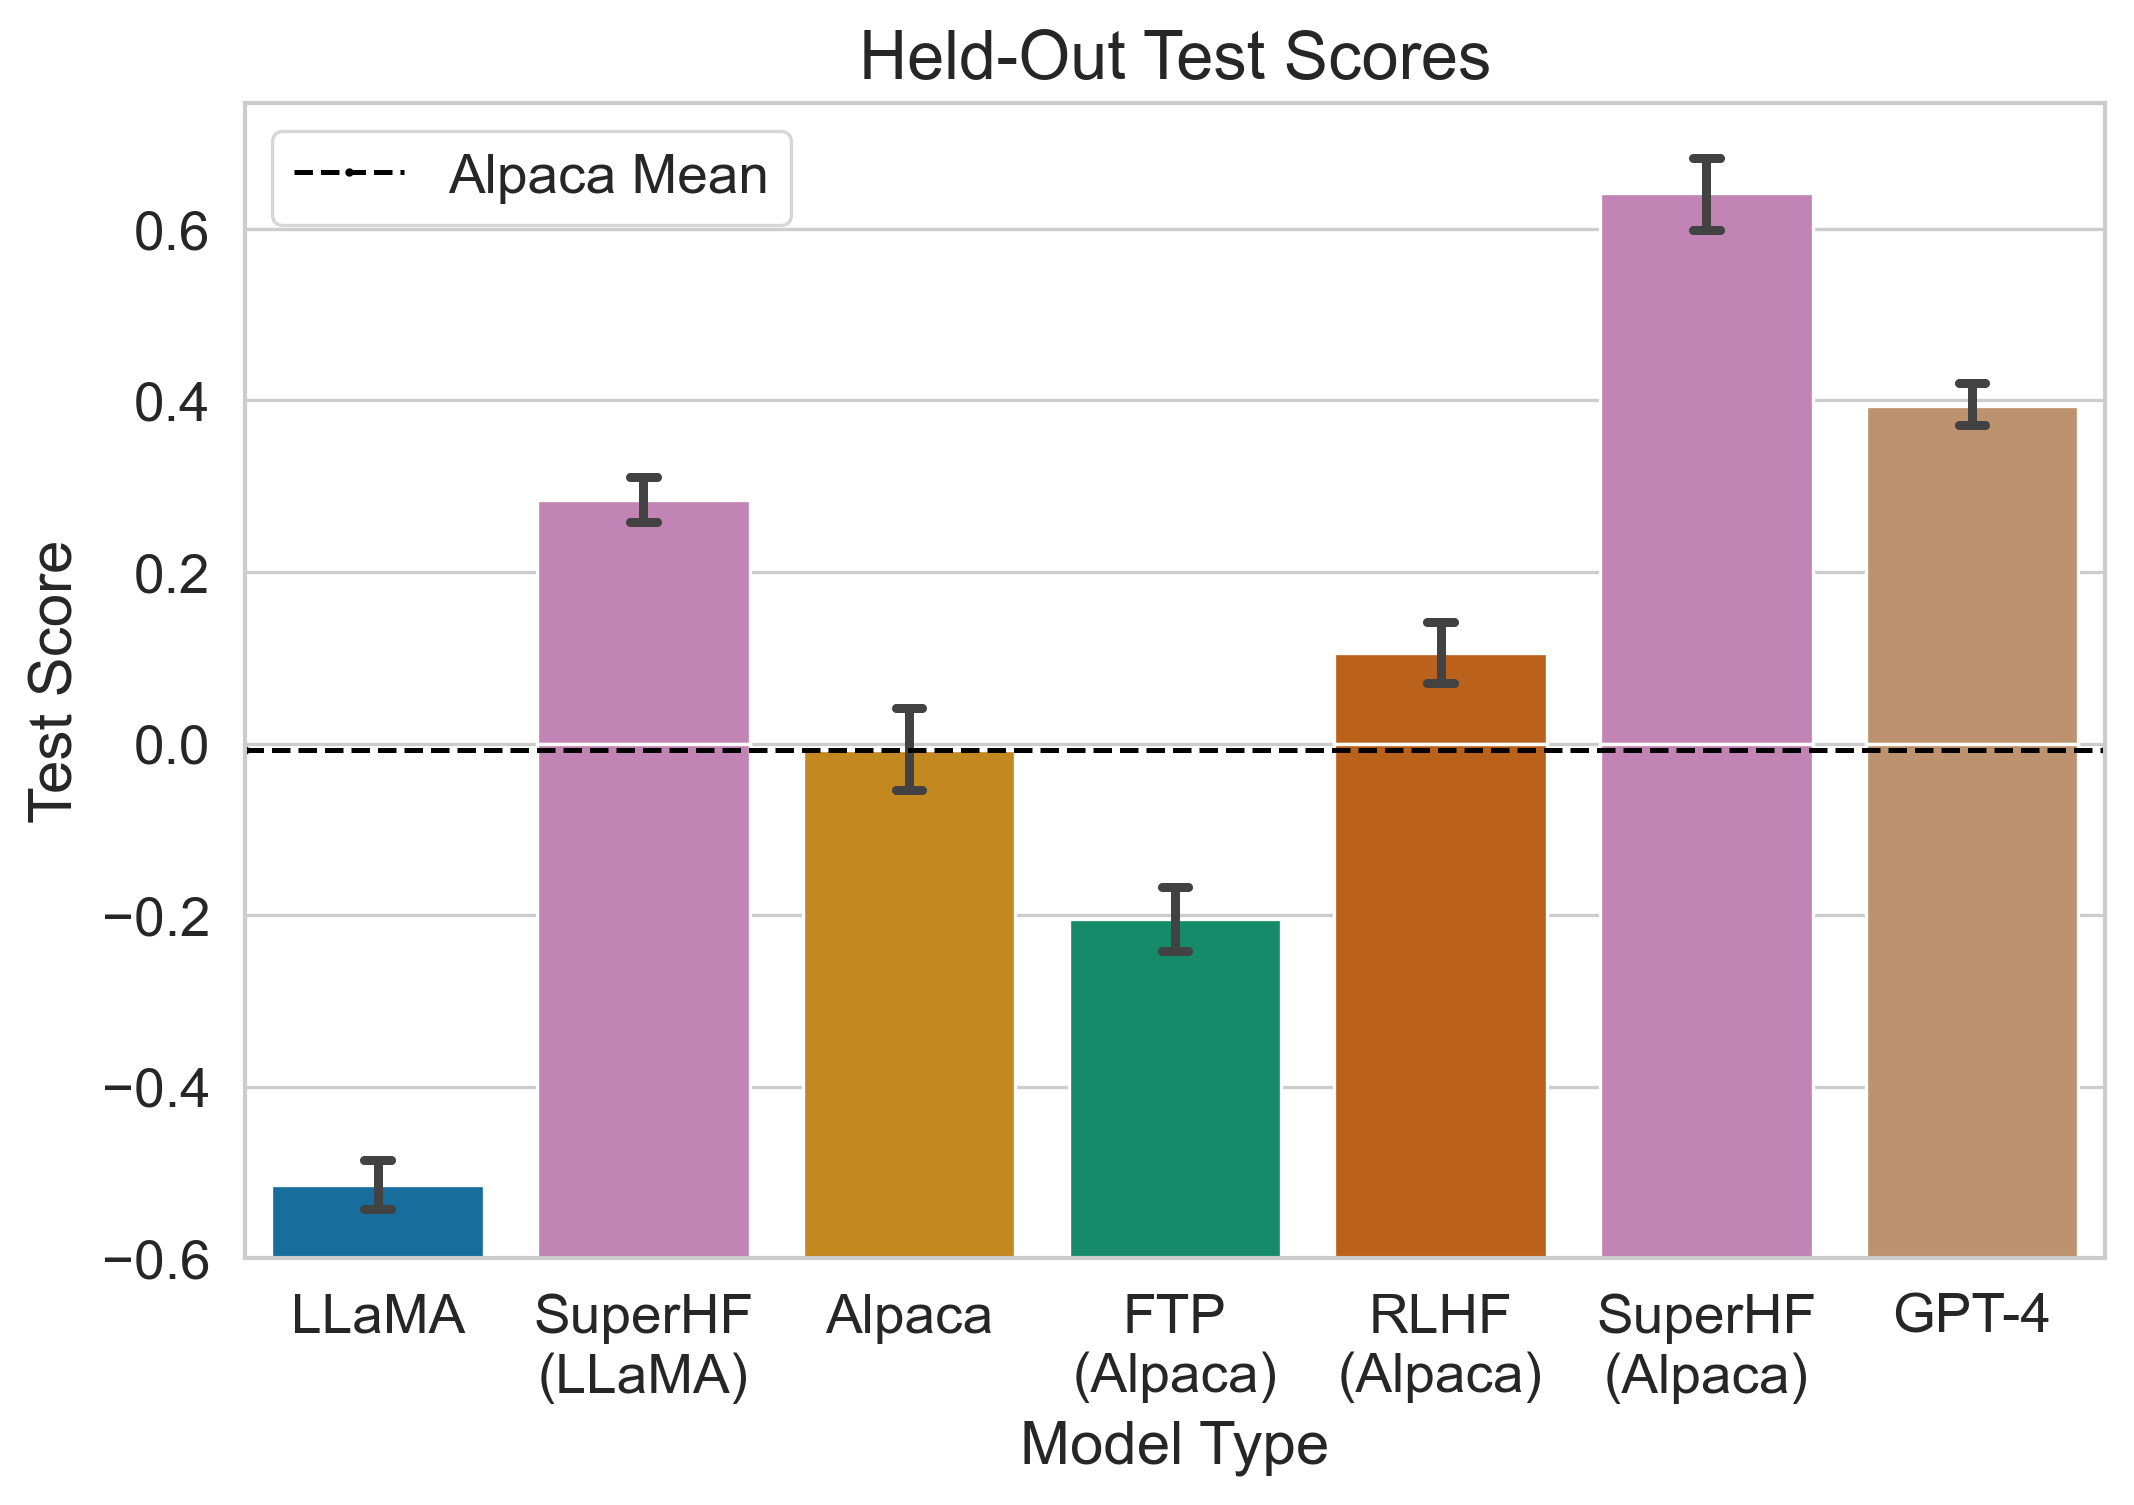 Held-Out Test Scores
Alpaca Mean
Test Score
0.6
0.4
0.2
0.0
−0.2
−0.4
−0.6
LLaMA
SuperHF
(LLaMA)
Alpaca
FTP
(Alpaca)
RLHF
(Alpaca)
SuperHF
(Alpaca)
GPT-4
Model Type